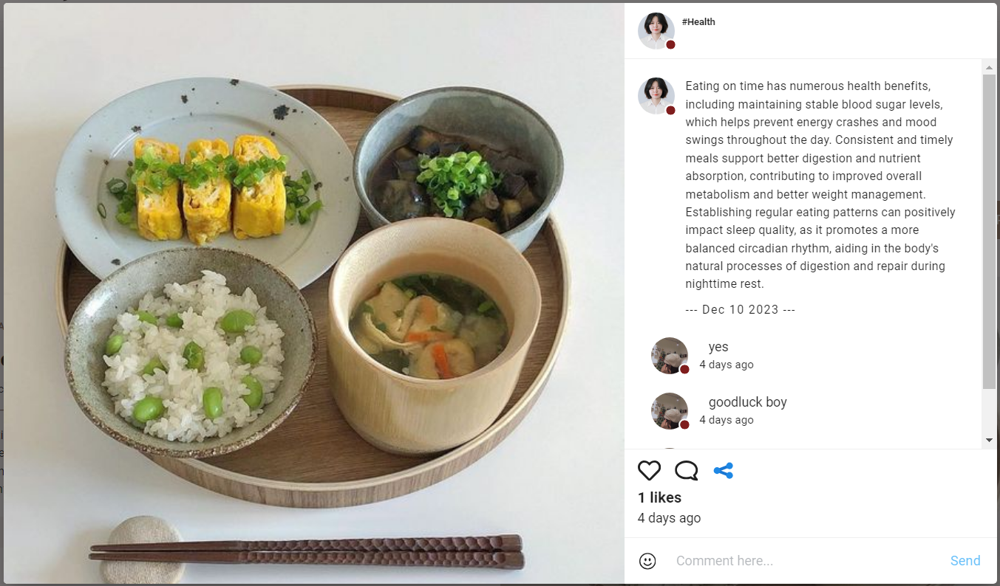 #Health
Eating on time has numerous health benefits,
including maintaining stable blood sugar levels,
which helps prevent energy crashes and mood
swings throughout the day. Consistent and timely
meals support better digestion and nutrient
absorption, contributing to improved overall
metabolism and better weight management.
Establishing regular eating patterns can positively
impact sleep quality, as it promotes a more
balanced circadian rhythm, aiding in the body's
natural processes of digestion and repair during
nighttime rest.
--- Dec 10 2023 ---
yes
4 days ago
goodluck boy
4 days ago
1 likes
4 days ago
Comment here...
Send